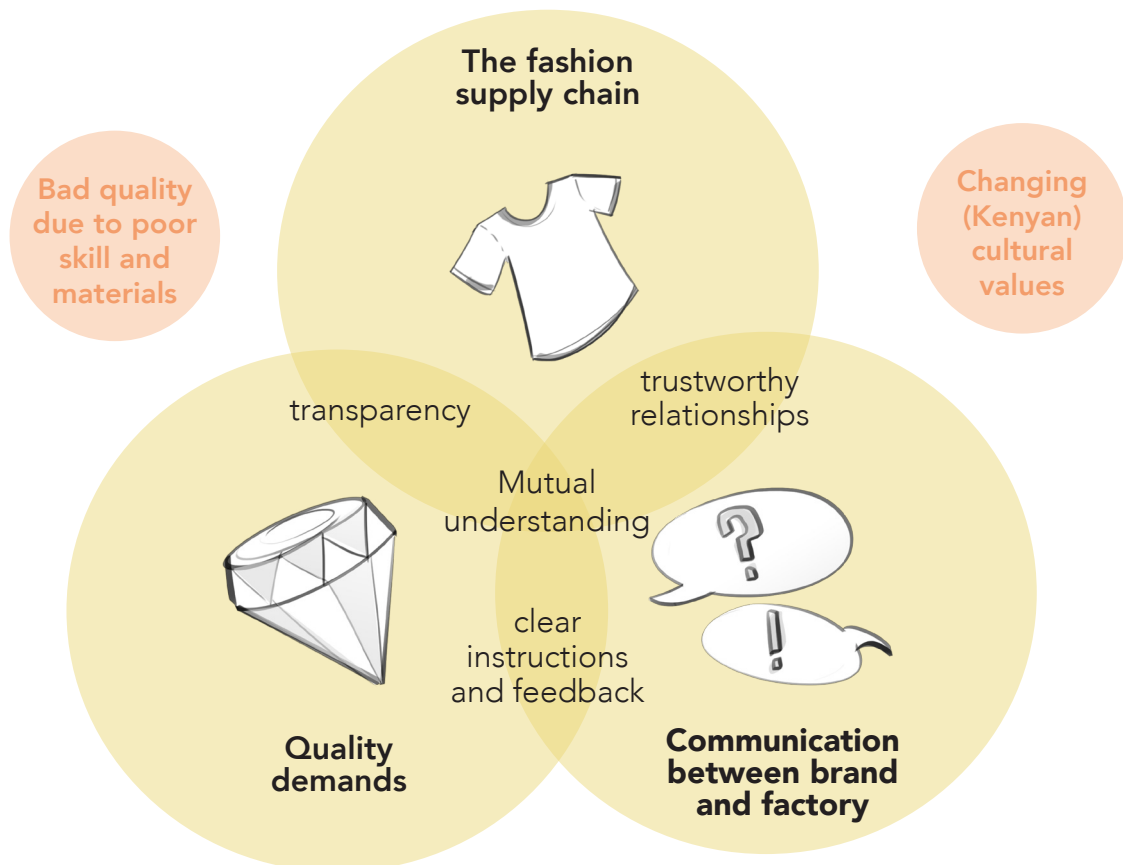 The fashion
supply chain
Bad quality
due to poor
skill and
materials
Changing
(Kenyan)
cultural
values
transparency
trustworthy
relationships
Mutual
understanding
?
!
clear
instructions
and feedback
Quality
demands
Communication
between brand
and factory